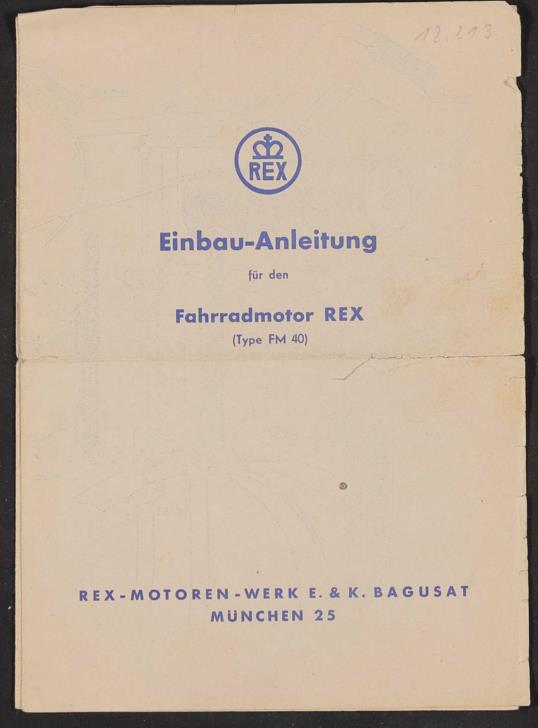 12.213
REX
Einbau-Anleitung
für den
Fahrradmotor REX
(Type FM 40)
REX-MOTOREN-WERK E. & K. BAGUSAT
MÜNCHEN 25